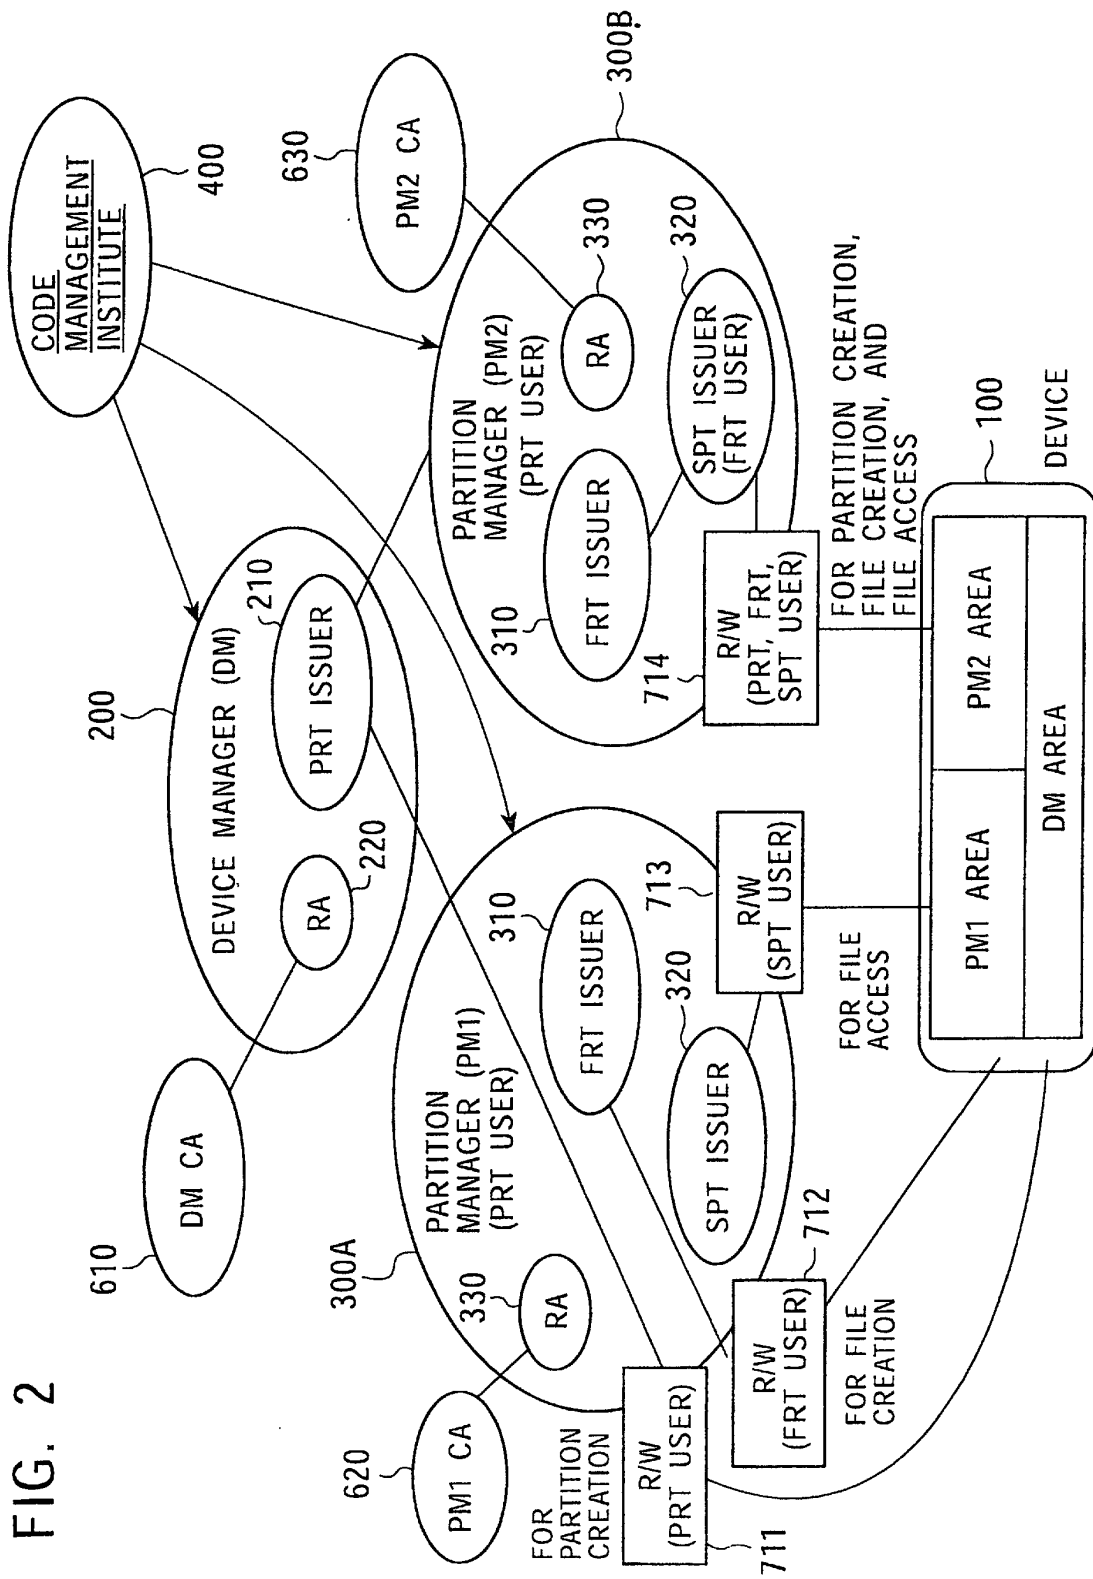 FIG. 2
CODE
MANAGEMENT
INSTITUTE
400
610
DM CA
200
DEVICE MANAGER (DM)
RA
220
PRT ISSUER
210
630
PM2 CA
620
PM1 CA
300A
PARTITION
MANAGER (PM1)
(PRT USER)
330
RA
310
FRT ISSUER
320
SPT ISSUER
300B
PARTITION
MANAGER (PM2)
(PRT USER)
RA
330
310
FRT ISSUER
320
SPT ISSUER
(FRT USER)
FOR
PARTITION
CREATION
R/W
(PRT USER)
711
R/W
(FRT USER)
712
FOR FILE
CREATION
713
R/W
(SPT USER)
FOR FILE
ACCESS
714
R/W
(PRT, FRT,
SPT USER)
FOR PARTITION CREATION,
FILE CREATION, AND
FILE ACCESS
100
DEVICE
PM1 AREA
PM2 AREA
DM AREA